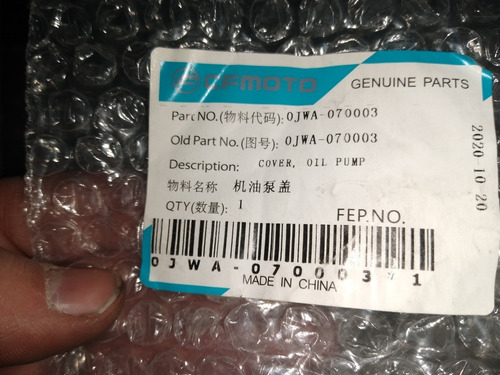 CFMOTO GENUINE PARTS
PartNO.(物料代码):0JWA-070003
Old Part No.(图号): 0JWA-070003
Description: COVER, OIL PUMP
物料名称 机油泵盖
QTY(数量): 1
FEP.NO.
0JWA-070003*1
MADE IN CHINA
2020 10 20